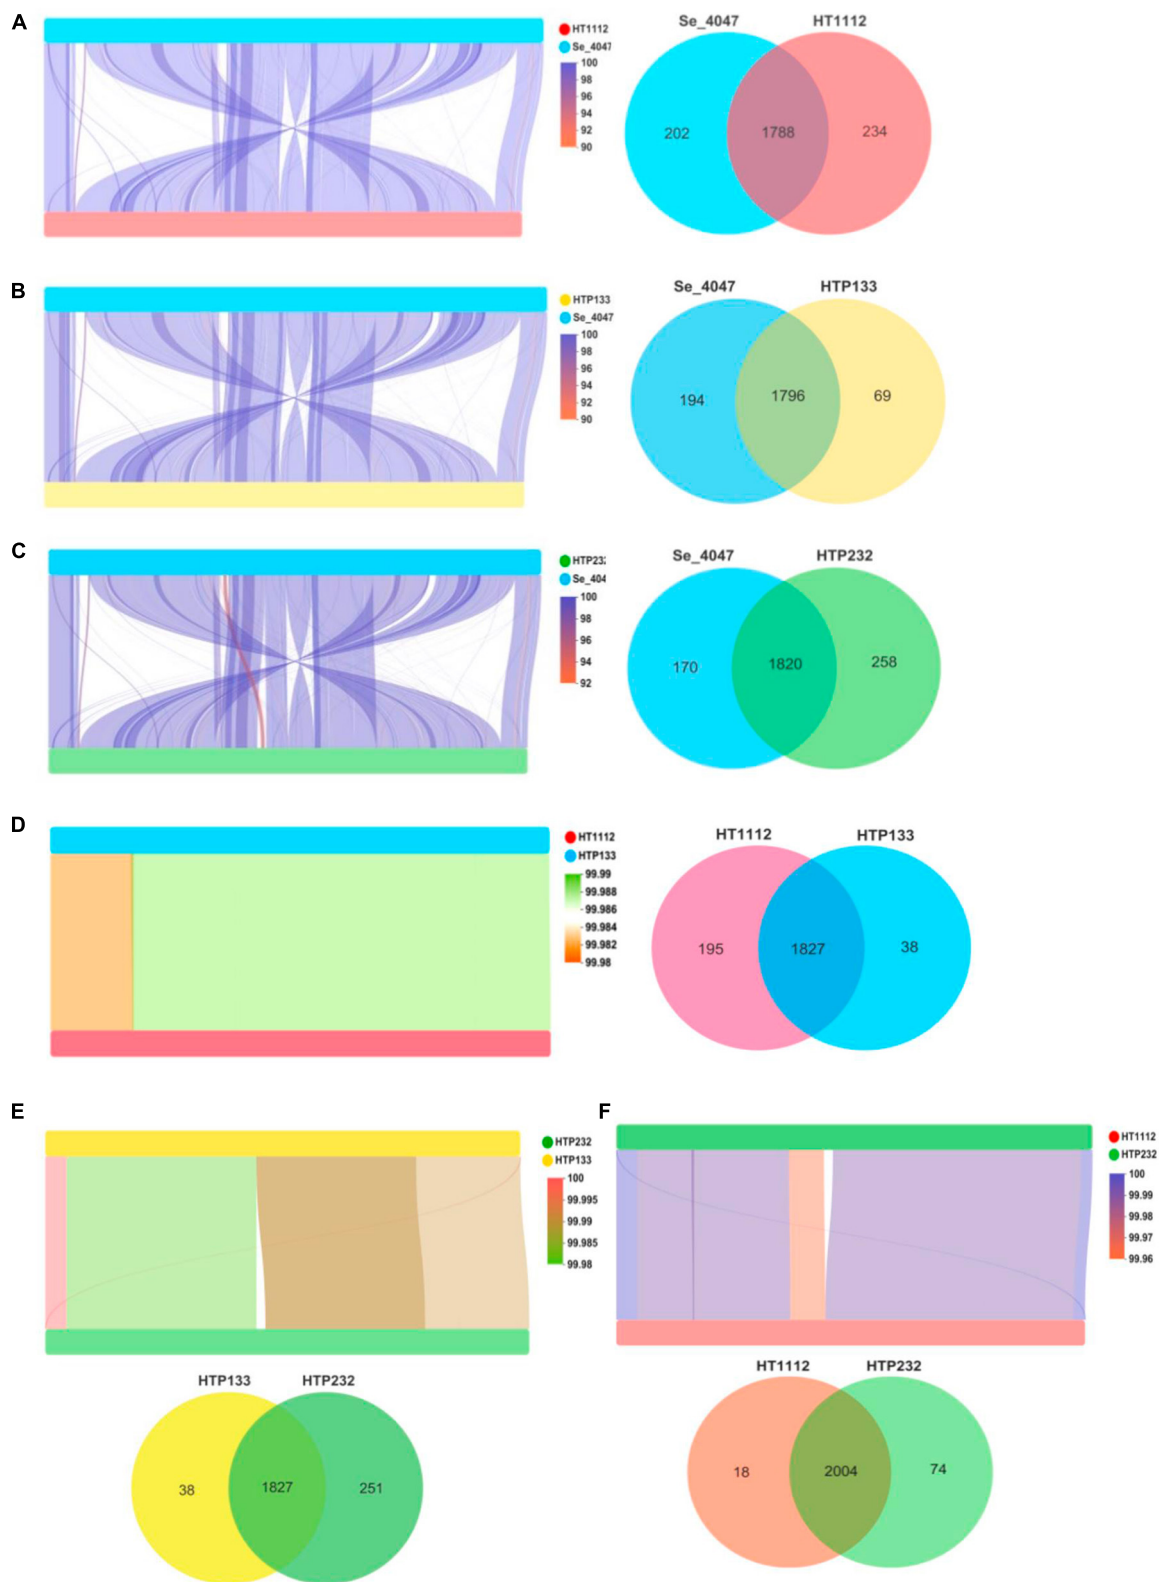 A
HT1112
Se_4047
100
98
96
94
92
90
Se_4047
HT1112
202
1788
234
B
HTP133
Se_4047
100
98
96
94
92
90
Se_4047
HTP133
194
1796
69
C
HTP232
Se_404
100
98
96
94
92
Se_4047
HTP232
170
1820
258
D
HT1112
HTP133
99.99
99.988
99.986
99.984
99.982
99.98
HT1112
HTP133
195
1827
38
E
HTP232
HTP133
100
99.995
99.99
99.985
99.98
HTP133
HTP232
38
1827
251
F
HT1112
HTP232
100
99.99
99.98
99.97
99.96
HT1112
HTP232
18
2004
74